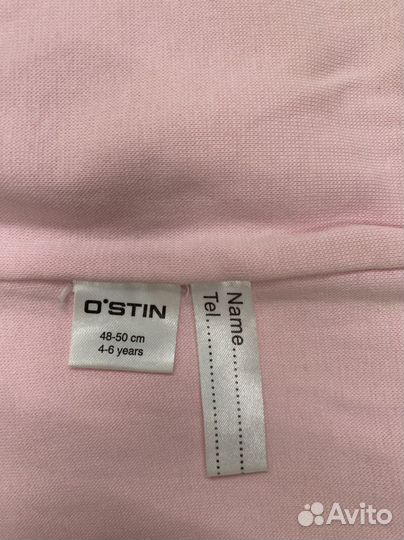 O'STIN
48-50 cm
4-6 years
Name..............
Tel..................
Avito